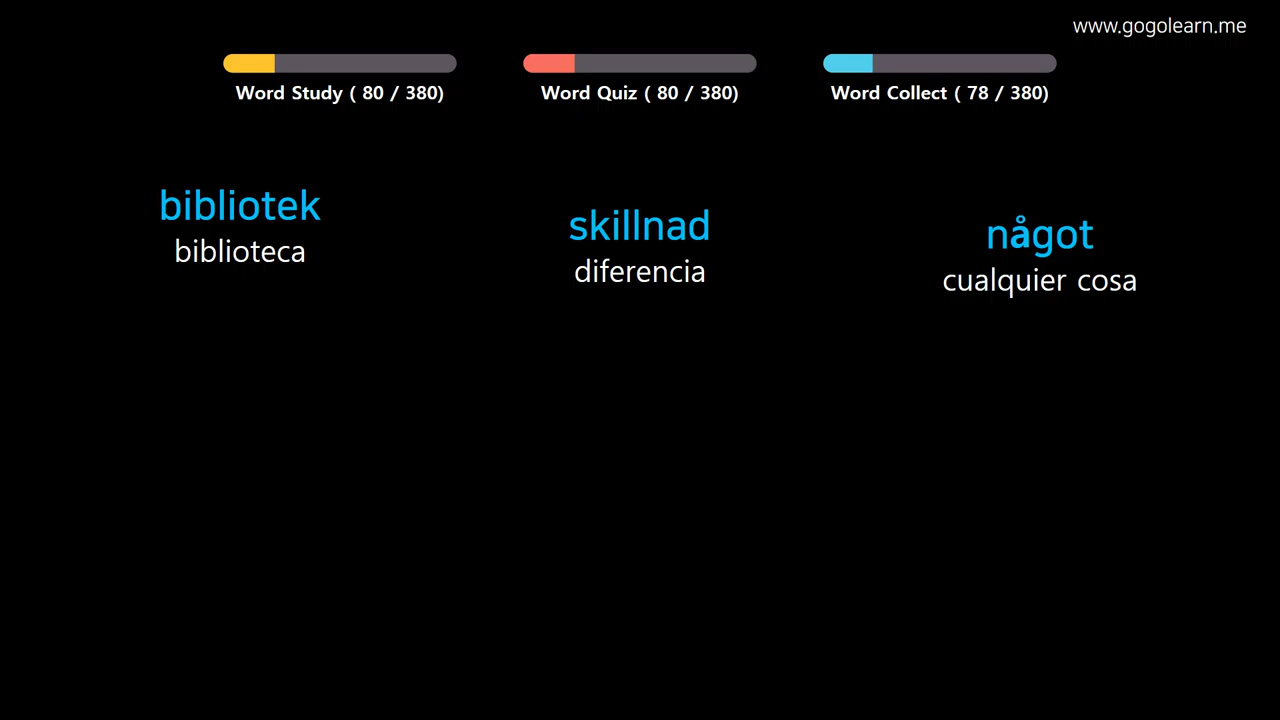 www.gogolearn.me
Word Study ( 80 / 380)
Word Quiz ( 80 / 380)
Word Collect ( 78 / 380)
bibliotek
biblioteca
skillnad
diferencia
något
cualquier cosa